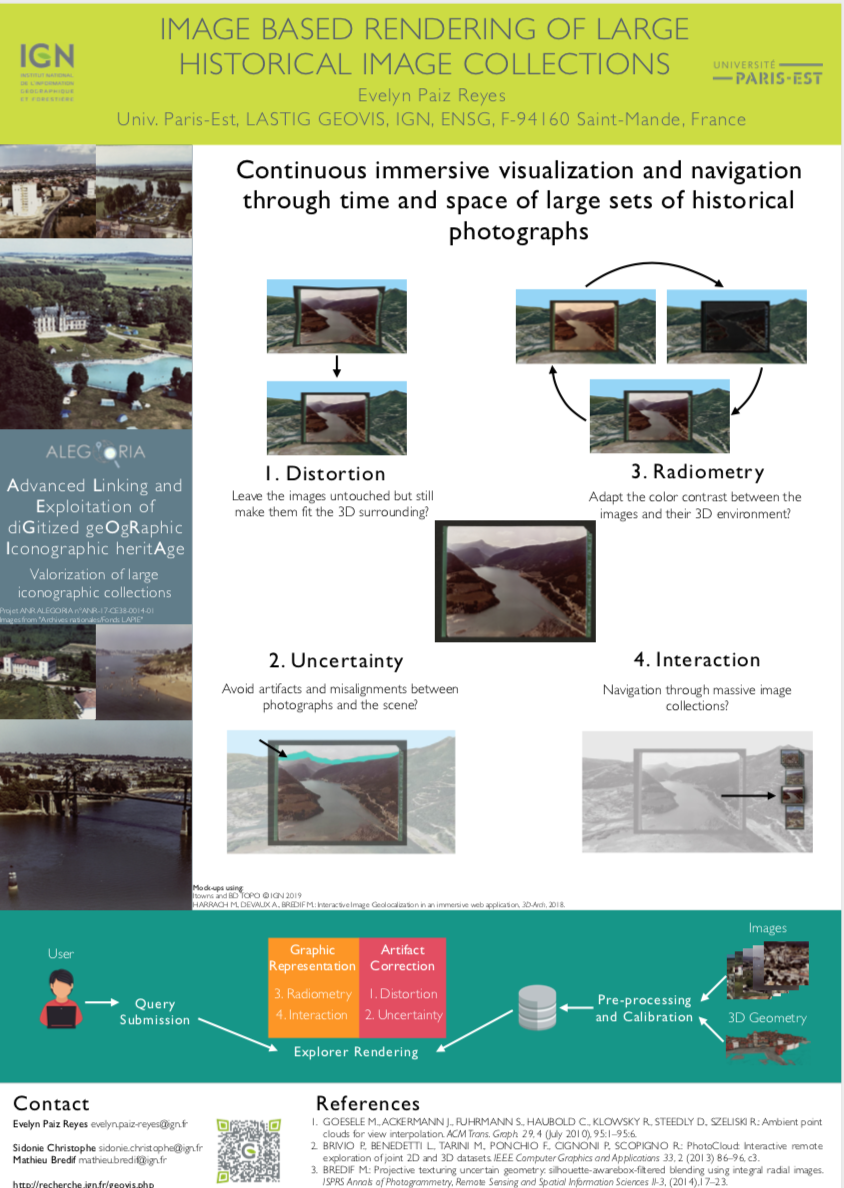 IMAGE BASED RENDERING OF LARGE
HISTORICAL IMAGE COLLECTIONS
IGN
INSTITUT NATIONAL
DE L'INFORMATION
GÉOGRAPHIQUE
ET FORESTIÈRE
UNIVERSITÉ
PARIS-EST
Evelyn Paiz Reyes
Univ. Paris-Est, LASTIG GEOVIS, IGN, ENSG, F-94160 Saint-Mande, France
Continuous immersive visualization and navigation
through time and space of large sets of historical
photographs
1. Distortion
Leave the images untouched but still
make them fit the 3D surrounding?
3. Radiometry
Adapt the color contrast between the
images and their 3D environment?
2. Uncertainty
Avoid artifacts and misalignments between
photographs and the scene?
4. Interaction
Navigation through massive image
collections?
ALEGORIA
Advanced Linking and
Exploitation of
diGitized geOgRaphic
Iconographic heritAge
Valorization of large
iconographic collections
Projet ANR ALEGORIA n°ANR-17-CE38-0014-01
Images from "Archives nationales/Fonds LAPIE"
Mock-ups using
Itowns and BD TOPO © IGN 2019
HARRACH M., DEVAUX A., BREDIF M.: Interactive Image Geolocalization in an immersive web application, 3D-Arch, 2018.
User
Query
Submission
Graphic
Representation
3. Radiometry
4. Interaction
Artifact
Correction
1. Distortion
2. Uncertainty
Explorer Rendering
Pre-processing
and Calibration
Images
3D Geometry
Contact
Evelyn Paiz Reyes evelyn.paiz-reyes@ign.fr
Sidonie Christophe sidonie.christophe@ign.fr
Mathieu Bredif mathieu.bredif@ign.fr
http://recherche.ign.fr/geovis.php
G
References
1. GOESELE M., ACKERMANN J., FUHRMANN S., HAUBOLD C., KLOWSKY R., STEEDLY D., SZELISKI R.: Ambient point
clouds for view interpolation. ACM Trans. Graph. 29, 4 (July 2010), 95:1–95:6.
2. BRIVIO P., BENEDETTI L., TARINI M., PONCHIO F., CIGNONI P., SCOPIGNO R.: PhotoCloud: Interactive remote
exploration of joint 2D and 3D datasets. IEEE Computer Graphics and Applications 33, 2 (2013) 86–96, c3.
3. BREDIF M.: Projective texturing uncertain geometry: silhouette-awarebox-filtered blending using integral radial images.
ISPRS Annals of Photogrammetry, Remote Sensing and Spatial Information Sciences II-3, (2014),17–23.